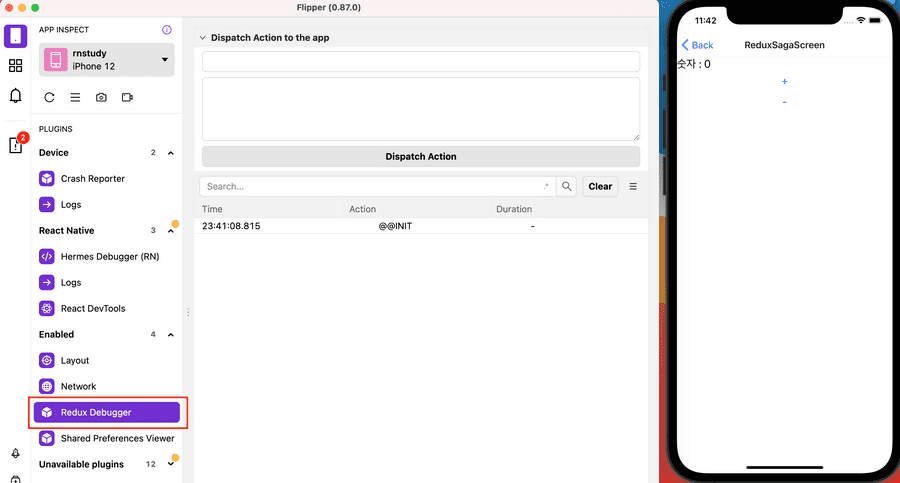 Flipper (0.87.0)
APP INSPECT
rnstudy
iPhone 12
2
PLUGINS
Device 2
Crash Reporter
Logs
React Native 3
Hermes Debugger (RN)
Logs
React DevTools
Enabled 4
Layout
Network
Redux Debugger
Shared Preferences Viewer
Unavailable plugins 12
Dispatch Action to the app
Dispatch Action
Search... .* Clear
Time Action Duration
23:41:08.815 @@INIT -
11:42
Back ReduxSagaScreen
숫자 : 0
+
-